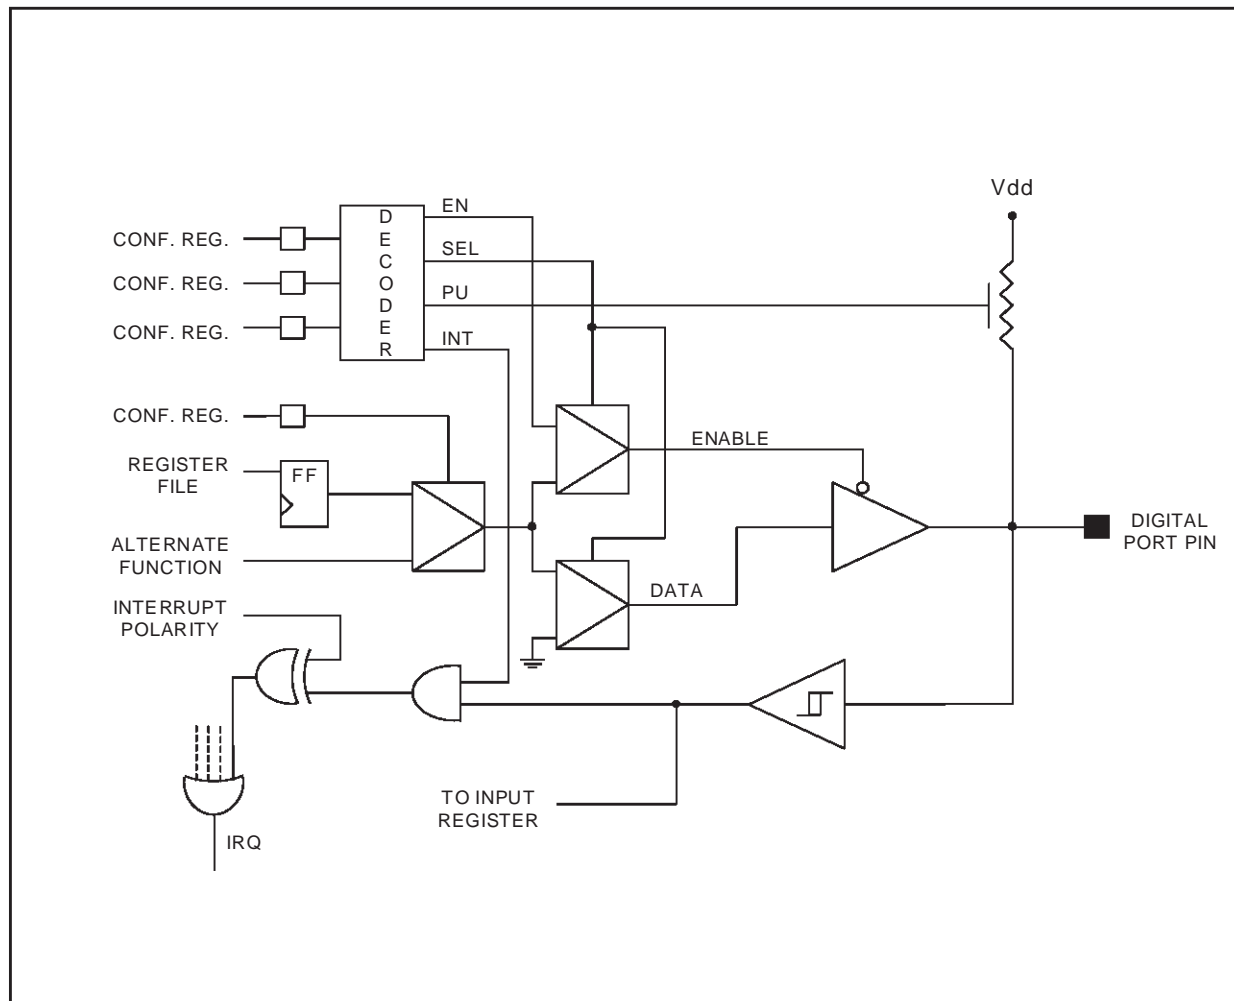 Vdd
D
E
C
O
D
E
R
EN
SEL
PU
INT
CONF. REG.
CONF. REG.
CONF. REG.
CONF. REG.
REGISTER
FILE
FF
ENABLE
DIGITAL
PORT PIN
ALTERNATE
FUNCTION
DATA
INTERRUPT
POLARITY
TO INPUT
REGISTER
IRQ